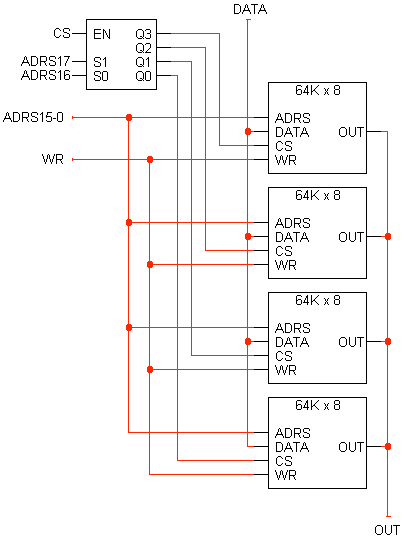 DATA
CS EN Q3
Q2
ADRS17 S1 Q1
ADRS16 S0 Q0
64K x 8
ADRS15-0 ADRS
DATA OUT
CS
WR WR
64K x 8
ADRS
DATA OUT
CS
WR
64K x 8
ADRS
DATA OUT
CS
WR
64K x 8
ADRS
DATA OUT
CS
WR
OUT